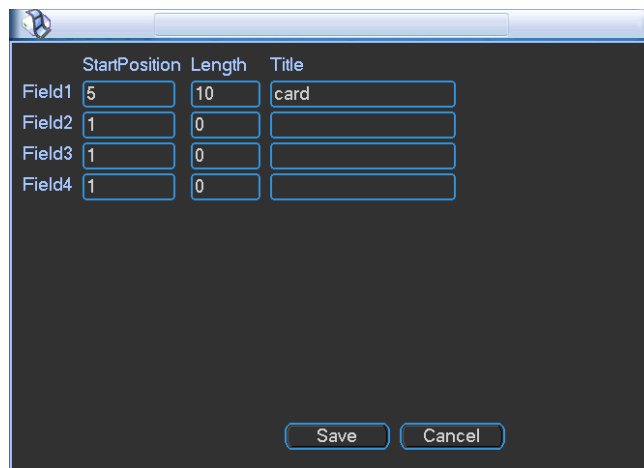 StartPosition Length Title
Field1 5 10 card
Field2 1 0
Field3 1 0
Field4 1 0
Save Cancel